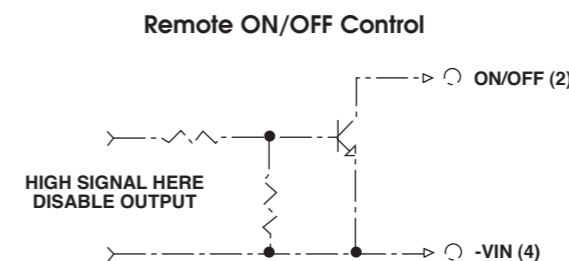 Remote ON/OFF Control
ON/OFF (2)
HIGH SIGNAL HERE
DISABLE OUTPUT
-VIN (4)